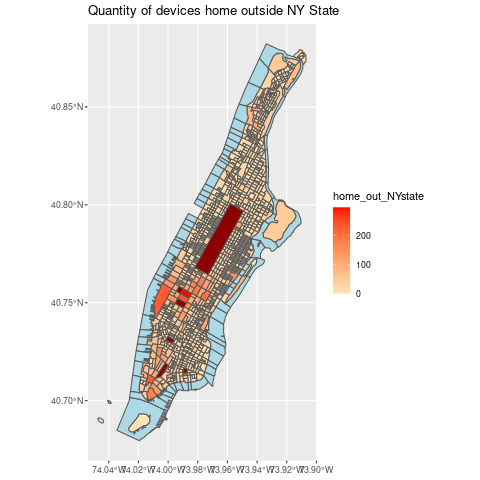 Quantity of devices home outside NY State
40.85°N
40.80°N
40.75°N
40.70°N
74.04°W 74.02°W 74.00°W 73.98°W 73.96°W 73.94°W 73.92°W 73.90°W
home_out_NYstate
200
100
0